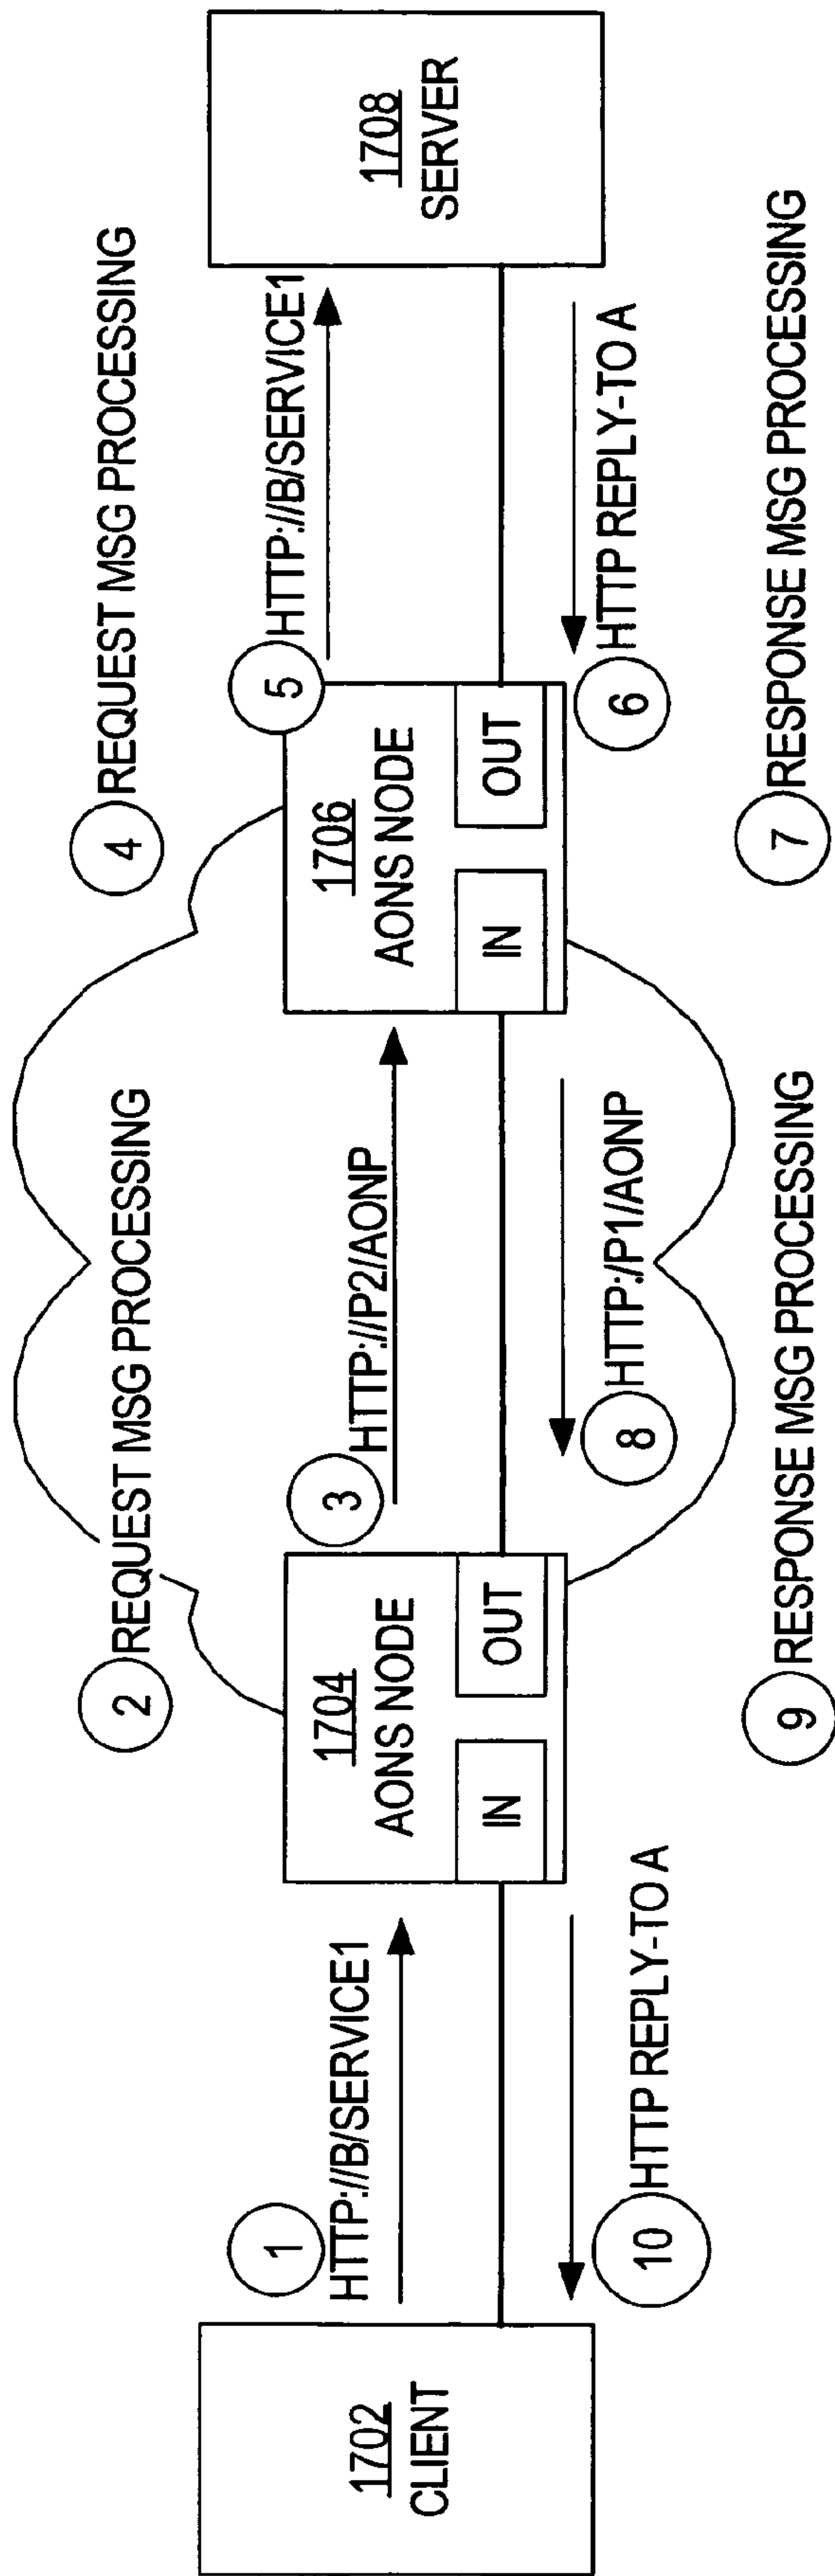 2 REQUEST MSG PROCESSING
4 REQUEST MSG PROCESSING
1702
CLIENT
1
HTTP://B/SERVICE1
1704
AONS NODE
IN
OUT
3
HTTP://P2/AONP
1706
AONS NODE
IN
OUT
5
HTTP://B/SERVICE1
1708
SERVER
10 HTTP REPLY-TO A
8 HTTP:/P1/AONP
6 HTTP REPLY-TO A
9 RESPONSE MSG PROCESSING
7 RESPONSE MSG PROCESSING